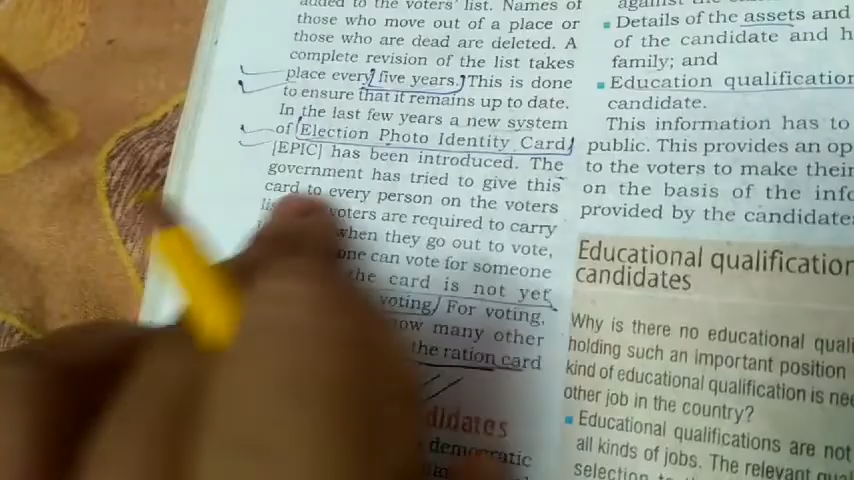 added to the voters' list. Names of
those who move out of a place or
those who are dead are deleted. A
complete revision of the list takes
place every five years. This is done
to ensure that it remains up to date.
In the last few years a new system
of Election Photo Identity Card
[EPIC] has been introduced. The
government has tried to give this
card to every person on the voters
voters are required to carry
when they go out to vote,
one can vote for someone
the card is not yet
voting. For voting,
many other
the ration card
democratic
against the
Details of the assets and
of the candidate and
family; and
Education qualification
candidate.
This information has to
public. This provides an
to the voters to make their
on the basis of the
provided by the candidates
Educational qualification
candidates
Why is there no educational
holding such an important position
kind of educational qualification is
other job in the country?
Educational qualifications are not
all kinds of jobs. The relevant
selection